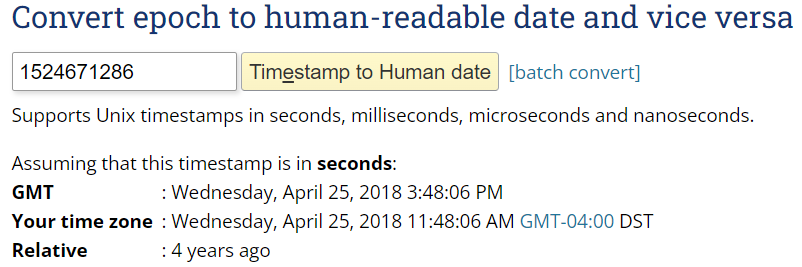 Convert epoch to human-readable date and vice versa
1524671286 Timestamp to Human date [batch convert]
Supports Unix timestamps in seconds, milliseconds, microseconds and nanoseconds.
Assuming that this timestamp is in seconds:
GMT : Wednesday, April 25, 2018 3:48:06 PM
Your time zone : Wednesday, April 25, 2018 11:48:06 AM GMT-04:00 DST
Relative : 4 years ago